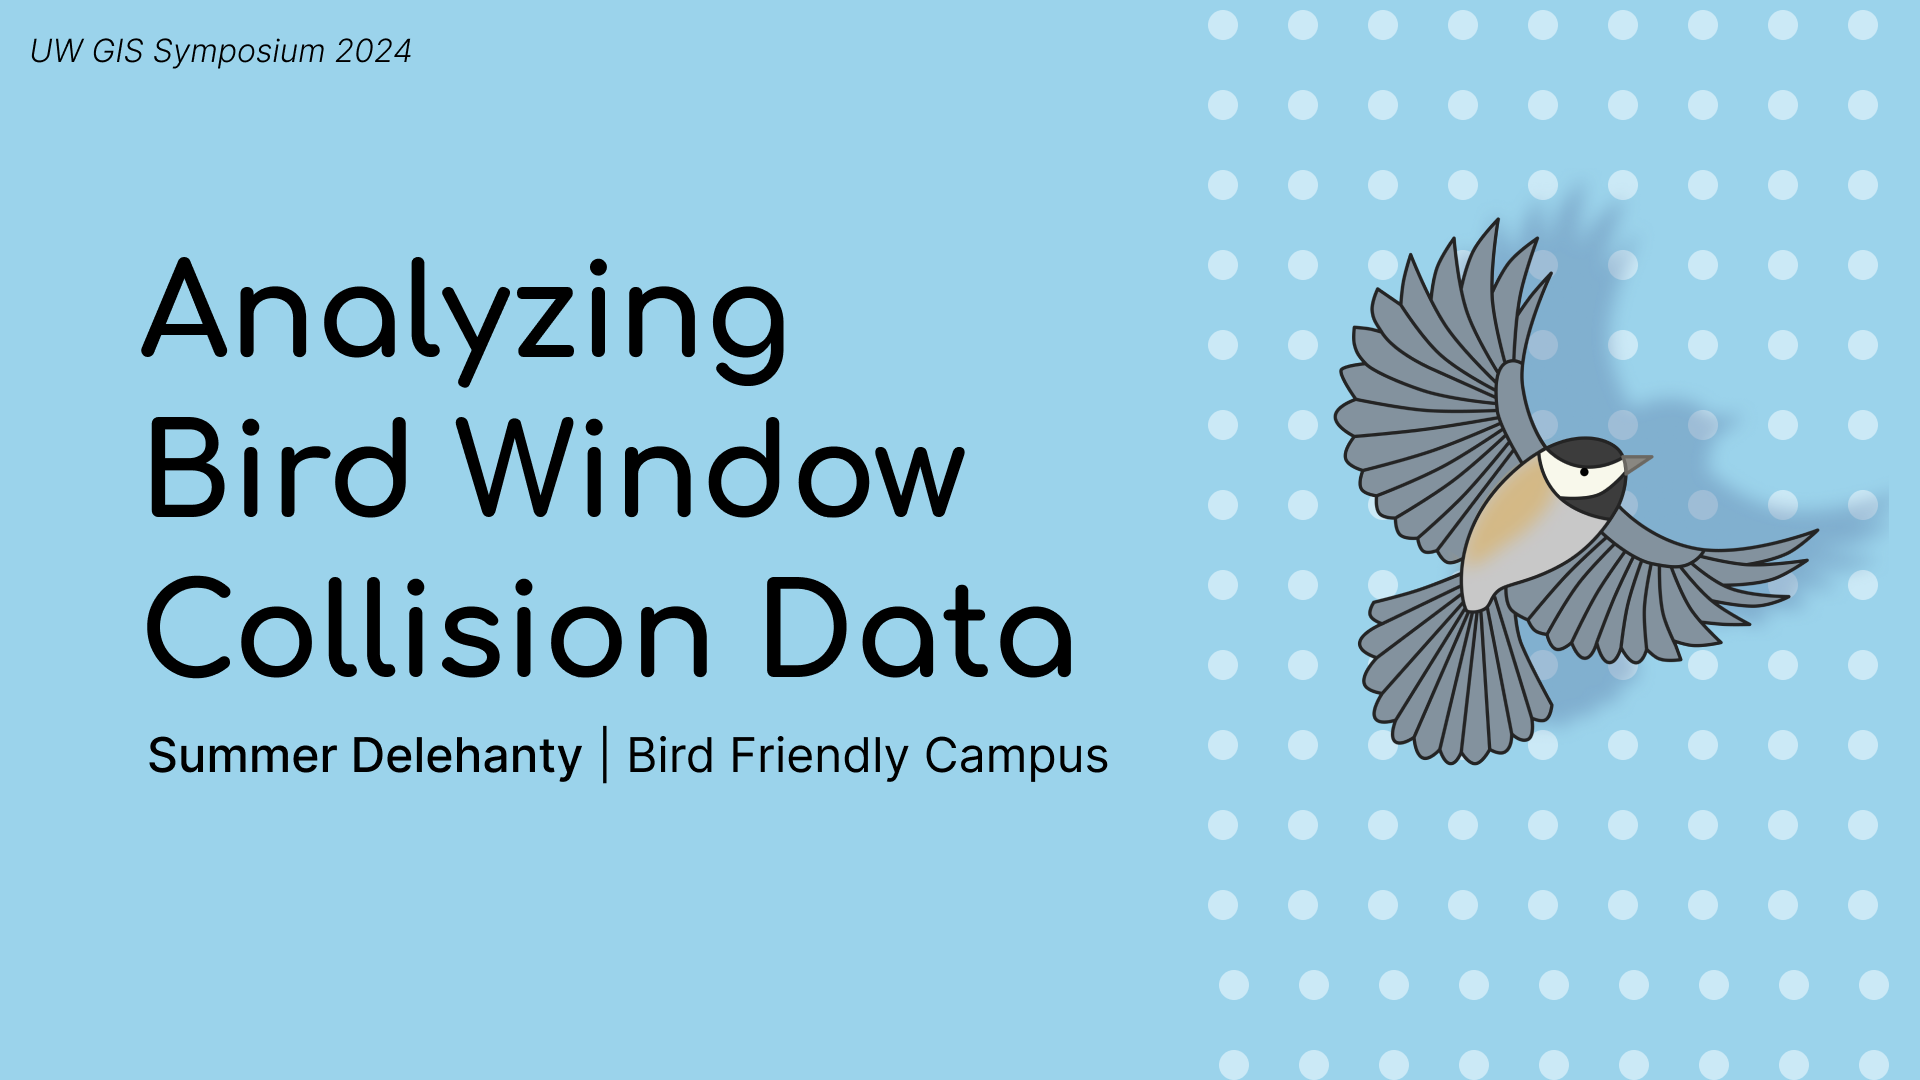 UW GIS Symposium 2024
Analyzing
Bird Window
Collision Data
Summer Delehanty | Bird Friendly Campus